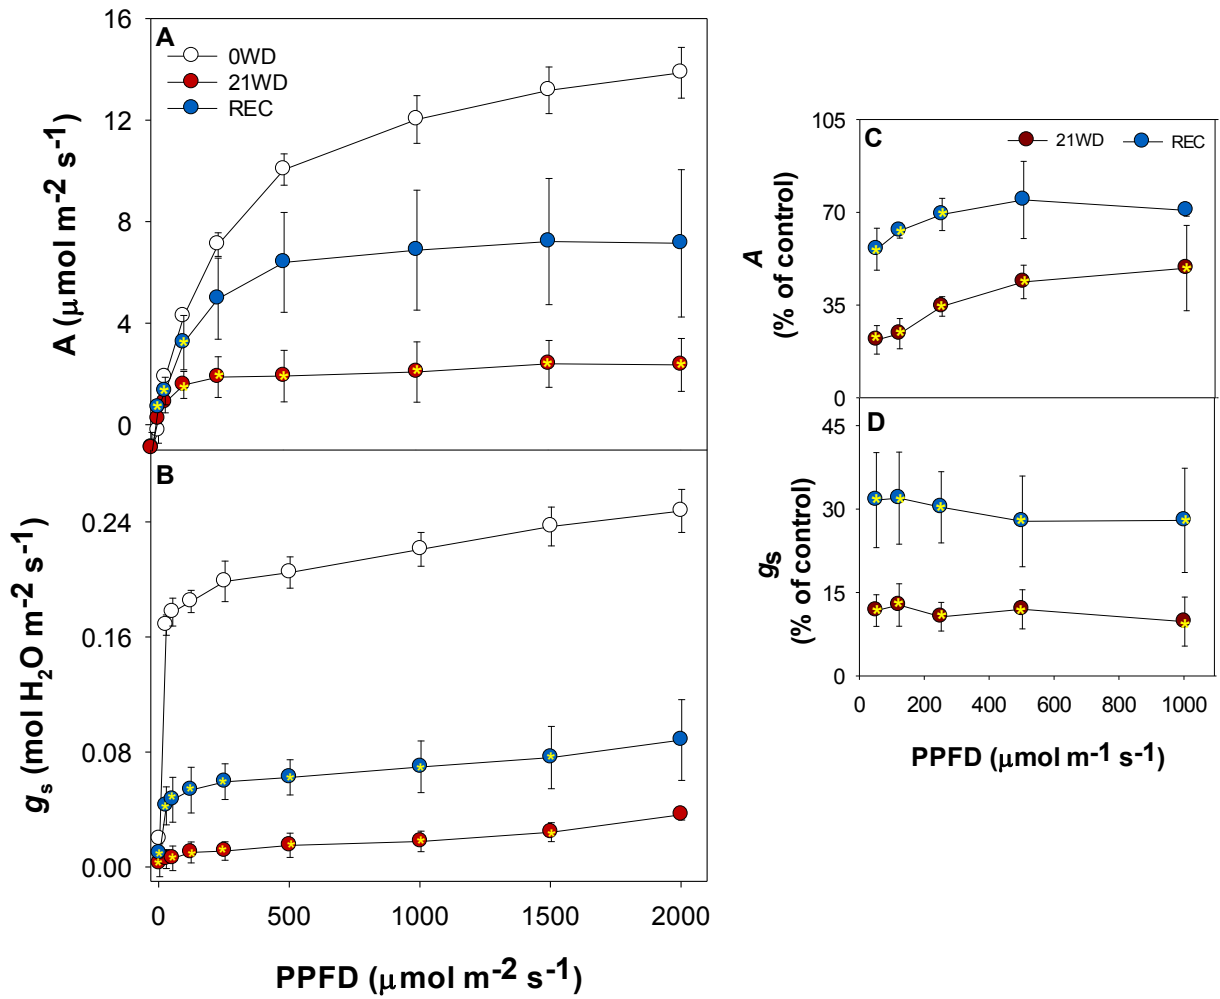 A
0WD
21WD
REC
16
12
8
4
0
A (μmol m-2 s-1)
B
0.24
0.16
0.08
0.00
gs (mol H2O m-2 s-1)
0 500 1000 1500 2000
PPFD (μmol m-2 s-1)
C
21WD REC
105
70
35
0
A
(% of control)
D
45
30
15
0
gs
(% of control)
0 200 400 600 800 1000
PPFD (μmol m-1 s-1)